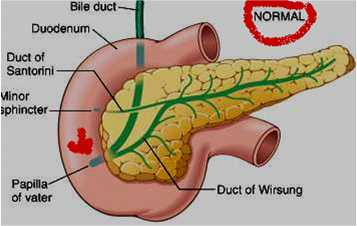 Bile duct
NORMAL
Duodenum
Duct of
Santorini
Minor
sphincter
Papilla
of vater
Duct of Wirsung